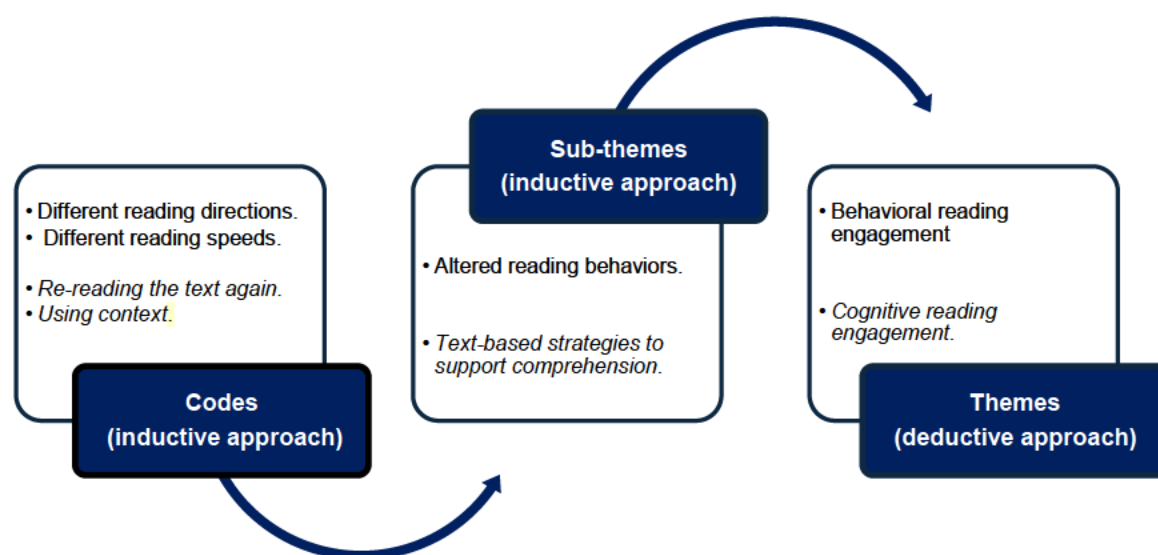 • Different reading directions.
• Different reading speeds.
• Re-reading the text again.
• Using context.
Codes
(inductive approach)
Sub-themes
(inductive approach)
• Altered reading behaviors.
• Text-based strategies to
support comprehension.
• Behavioral reading
engagement
• Cognitive reading
engagement.
Themes
(deductive approach)